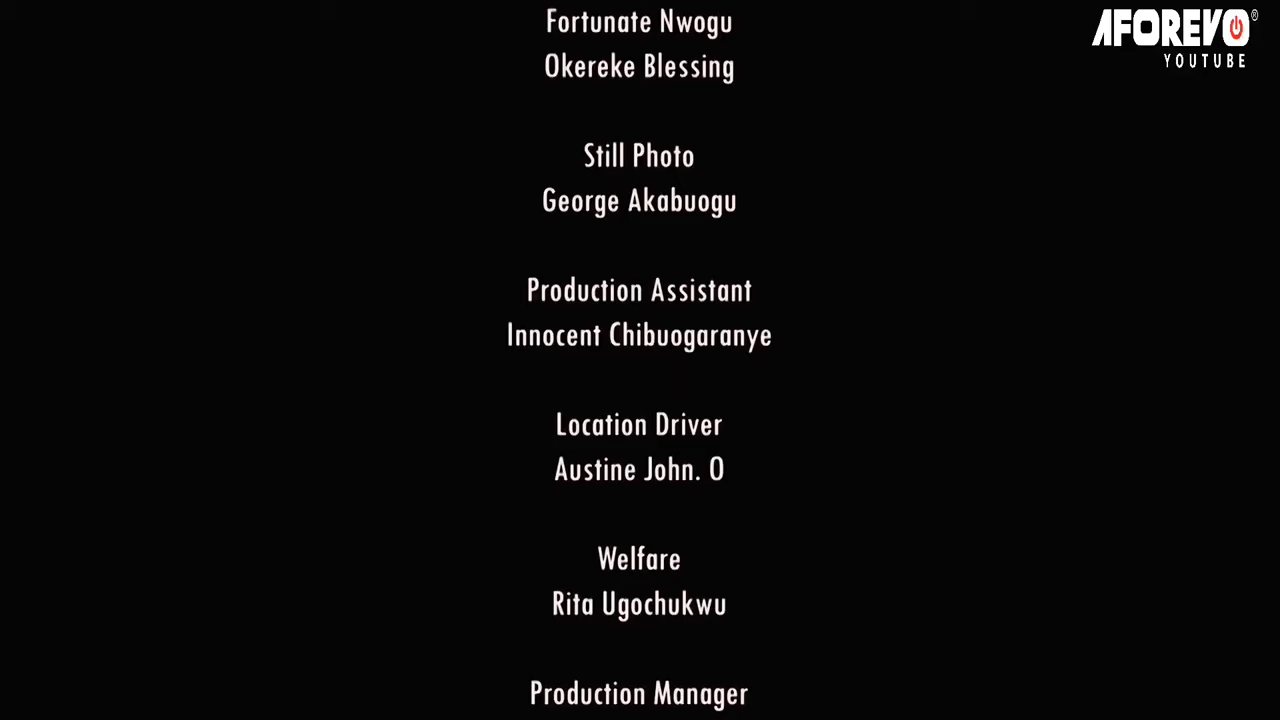 Fortunate Nwogu
Okereke Blessing
Still Photo
George Akabuogu
Production Assistant
Innocent Chibuogaranye
Location Driver
Austine John. O
Welfare
Rita Ugochukwu
Production Manager
AFOREVO®
YOUTUBE